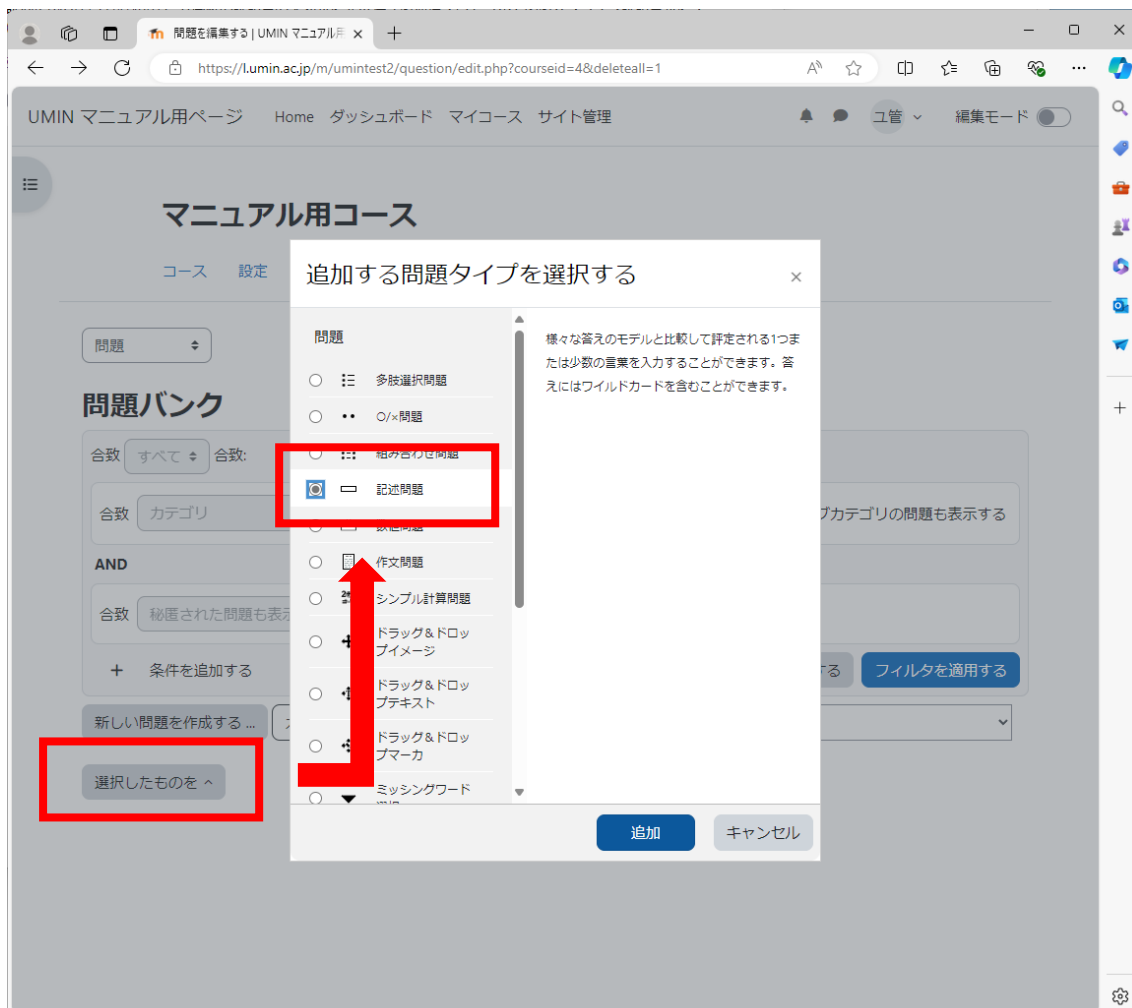 問題を編集する | UMIN マニュアル用
https://l.umin.ac.jp/m/umintest2/question/edit.php?courseid=4&deleteall=1
UMIN マニュアル用ページ Home ダッシュボード マイコース サイト管理 ユ管 編集モード
マニュアル用コース
コース 設定
追加する問題タイプを選択する ×
問題
問題バンク
合致 すべて 合致:
合致 カテゴリ
ブカテゴリの問題も表示する
AND
合致 秘匿された問題も表示
+ 条件を追加する
する フィルタを適用する
新しい問題を作成する ...
選択したものを
問題
多肢選択問題
○/×問題
組み合わせ問題
記述問題
数値問題
作文問題
シンプル計算問題
ドラッグ&ドロッ
プイメージ
ドラッグ&ドロッ
プテキスト
ドラッグ&ドロッ
プマーカ
ミッシングワード
様々な答えのモデルと比較して評定される1つま
たは少数の言葉を入力することができます。答
えにはワイルドカードを含むことができます。
追加 キャンセル